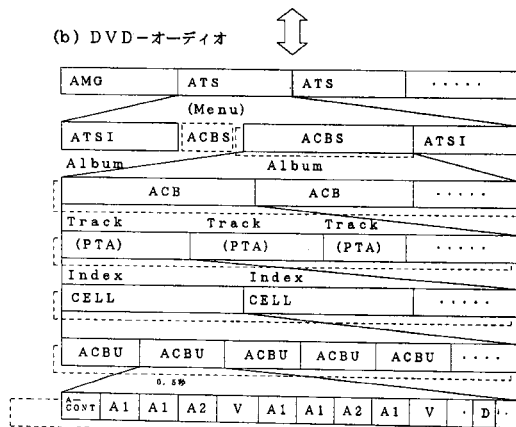 (b) DVD-オーディオ
AMG ATS ATS ·····
(Menu)
ATSI ACBS ACBS ATSI
Album Album
ACB ACB ·····
Track Track Track
(PTA) (PTA) (PTA) ·····
Index Index
CELL CELL ·····
ACBU ACBU ACBU ACBU ACBU ····
0.5秒
A-CONT A1 A1 A2 V A1 A1 A2 A1 V · D ··